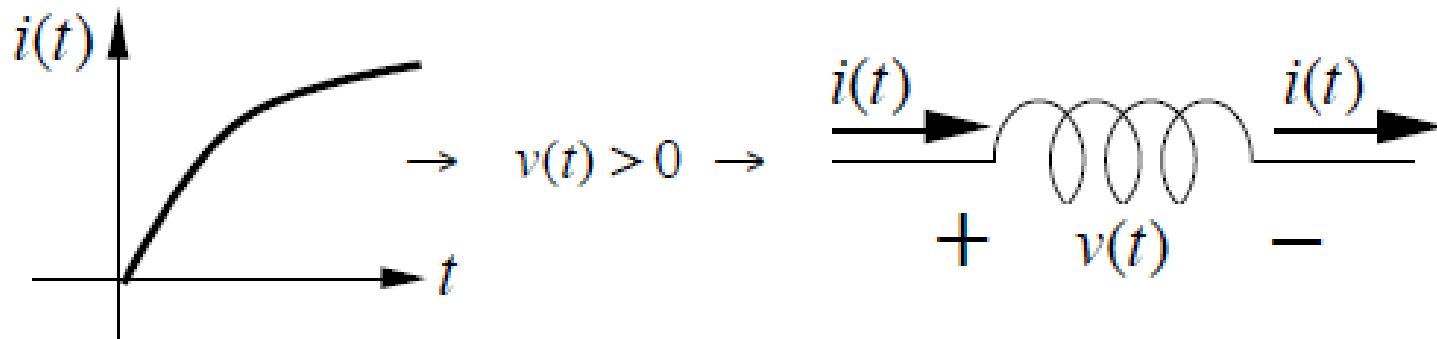 i(t)
t
→ v(t) > 0 →
i(t)
i(t)
+ v(t) −